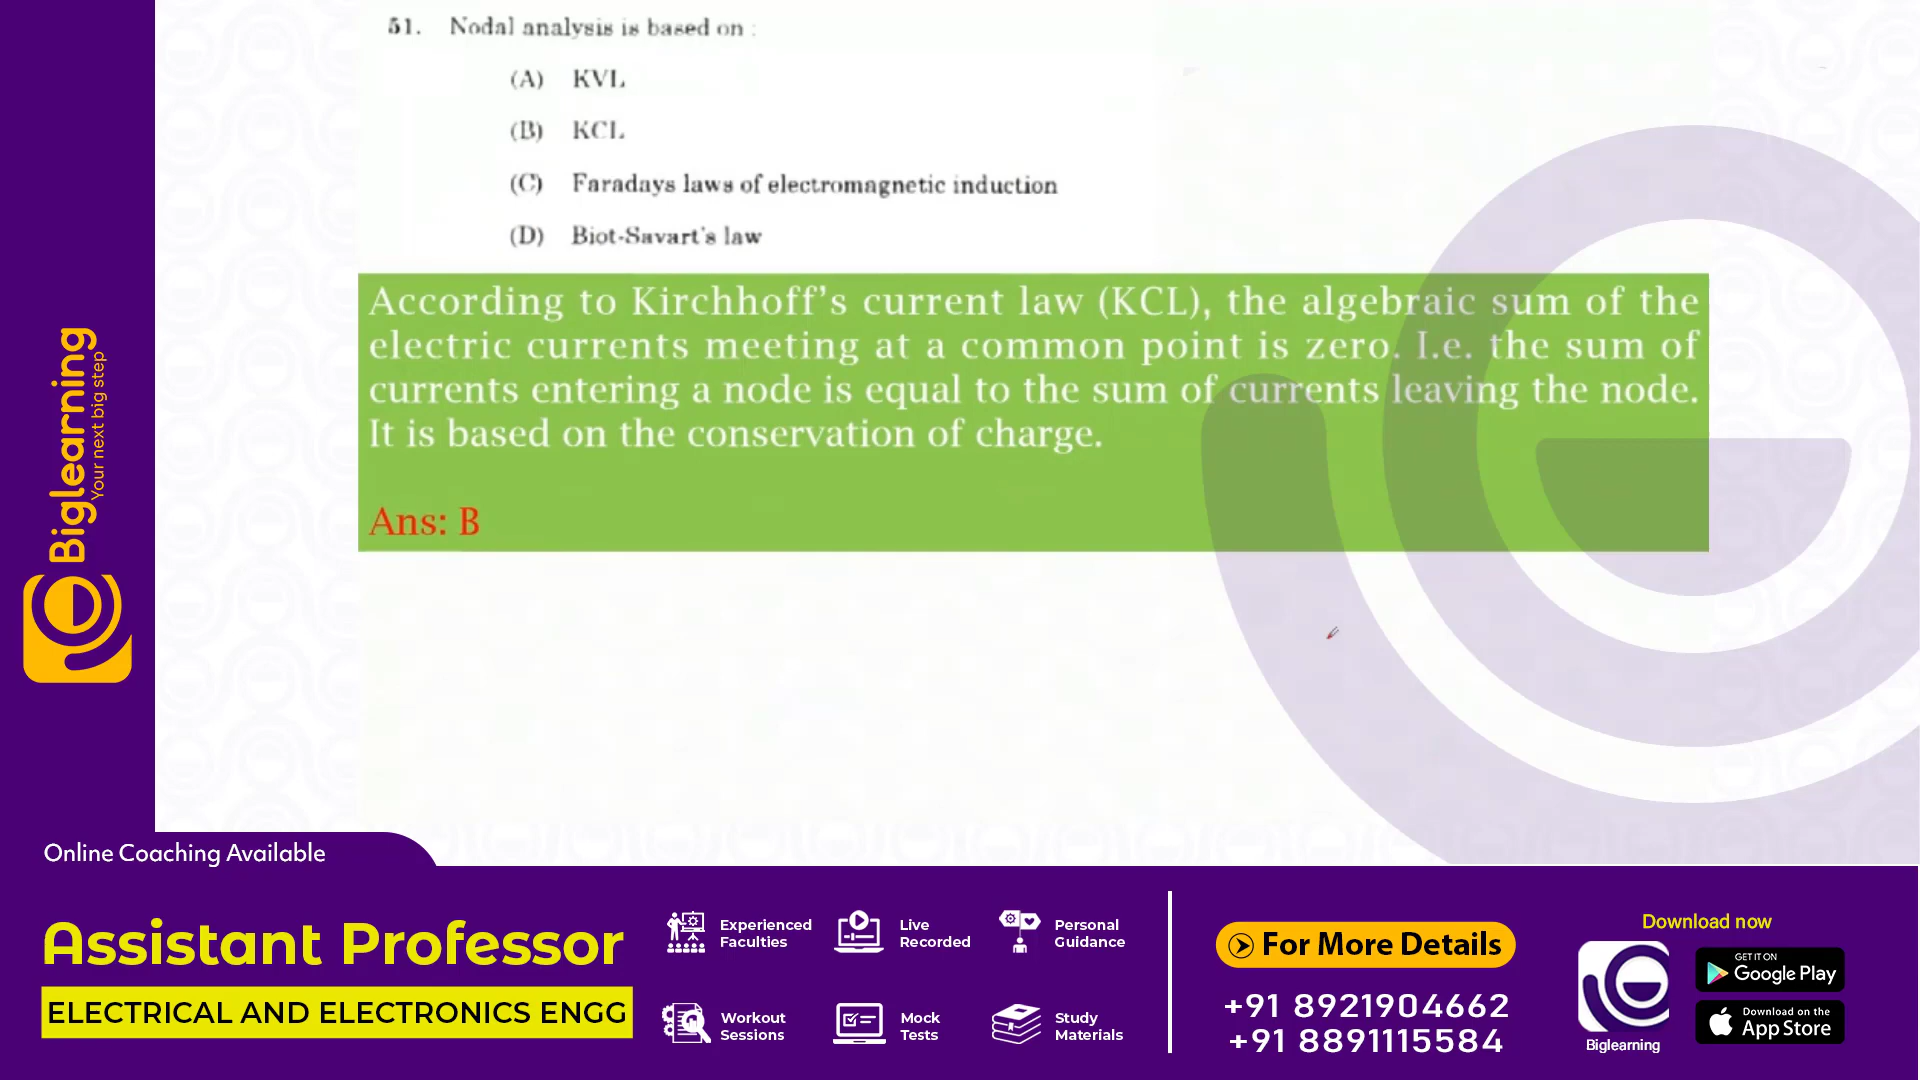 51. Nodal analysis is based on :
(A) KVL
(B) KCL
(C) Faradays laws of electromagnetic induction
(D) Biot-Savart's law
According to Kirchhoff’s current law (KCL), the algebraic sum of the
electric currents meeting at a common point is zero. I.e. the sum of
currents entering a node is equal to the sum of currents leaving the node.
It is based on the conservation of charge.
Ans: B
Biglearning
Your next big step
Online Coaching Available
Assistant Professor
ELECTRICAL AND ELECTRONICS ENGG
Experienced
Faculties
Live
Recorded
Personal
Guidance
Workout
Sessions
Mock
Tests
Study
Materials
For More Details
+91 8921904662
+91 8891115584
Download now
Biglearning
GET IT ON
Google Play
Download on the
App Store